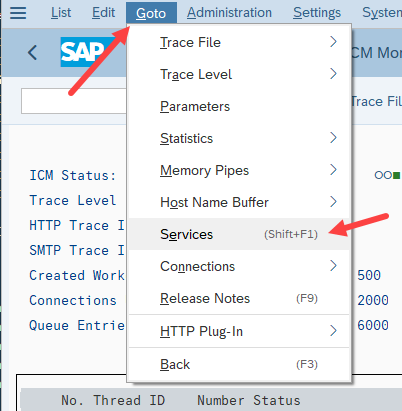 List Edit Goto Administration Settings System
SAP ICM Mo
Trace File
Trace Fil
Trace Level
Parameters
Statistics
Memory Pipes
ICM Status:
Host Name Buffer
Trace Level
HTTP Trace I
Services (Shift+F1)
SMTP Trace I
Connections
Created Work 500
Release Notes (F9)
Connections 2000
Queue Entrie 6000
HTTP Plug-In
Back (F3)
No. Thread ID Number Status